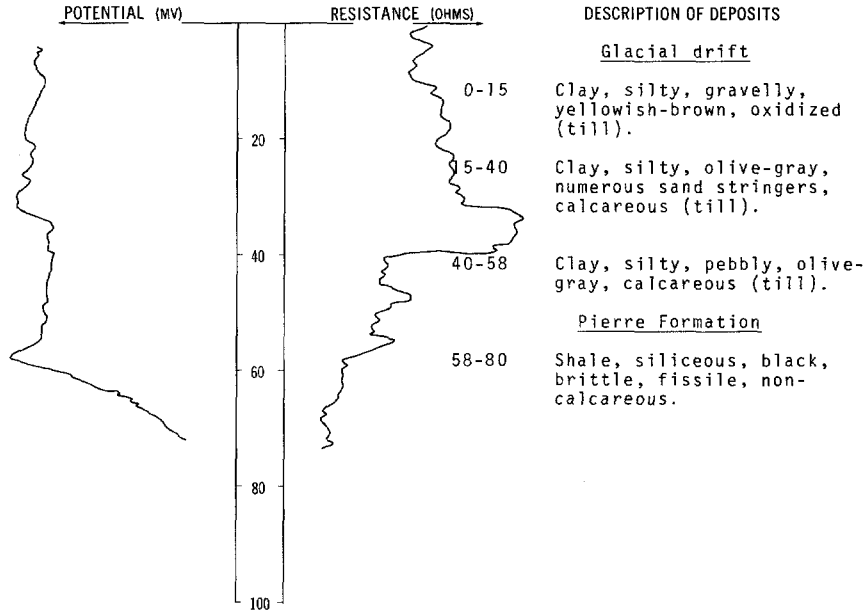 POTENTIAL (MV)
RESISTANCE (OHMS)
DESCRIPTION OF DEPOSITS
Glacial drift
0-15 Clay, silty, gravelly,
yellowish-brown, oxidized
(till).
20
15-40 Clay, silty, olive-gray,
numerous sand stringers,
calcareous (till).
40
40-58 Clay, silty, pebbly, olive-
gray, calcareous (till).
Pierre Formation
58-80 Shale, siliceous, black,
brittle, fissile, non-
calcareous.
60
80
100